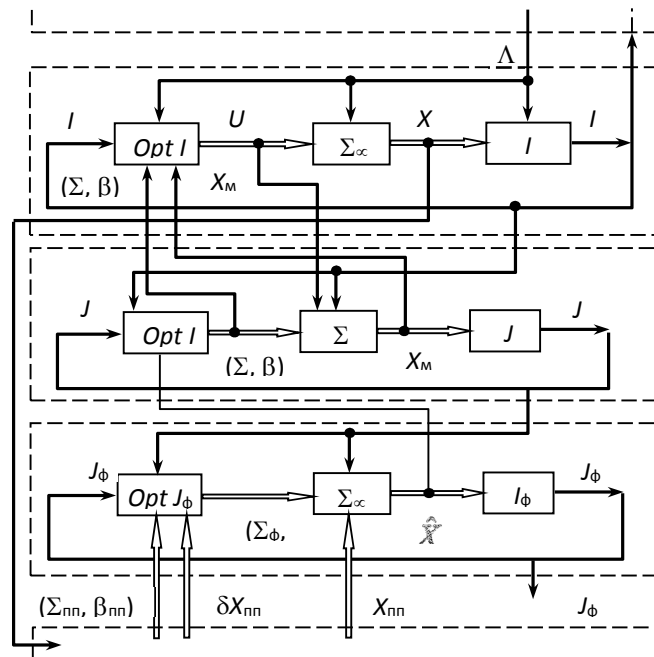 Λ
I U X I
Opt I Σ∞ I
(Σ, β) Xм
J J
Opt I Σ J
(Σ, β) Xм
Jф Jф
Opt Jф Σ∞ Iф
(Σф, X̂
(Σпп, βпп) δXпп Xпп Jф